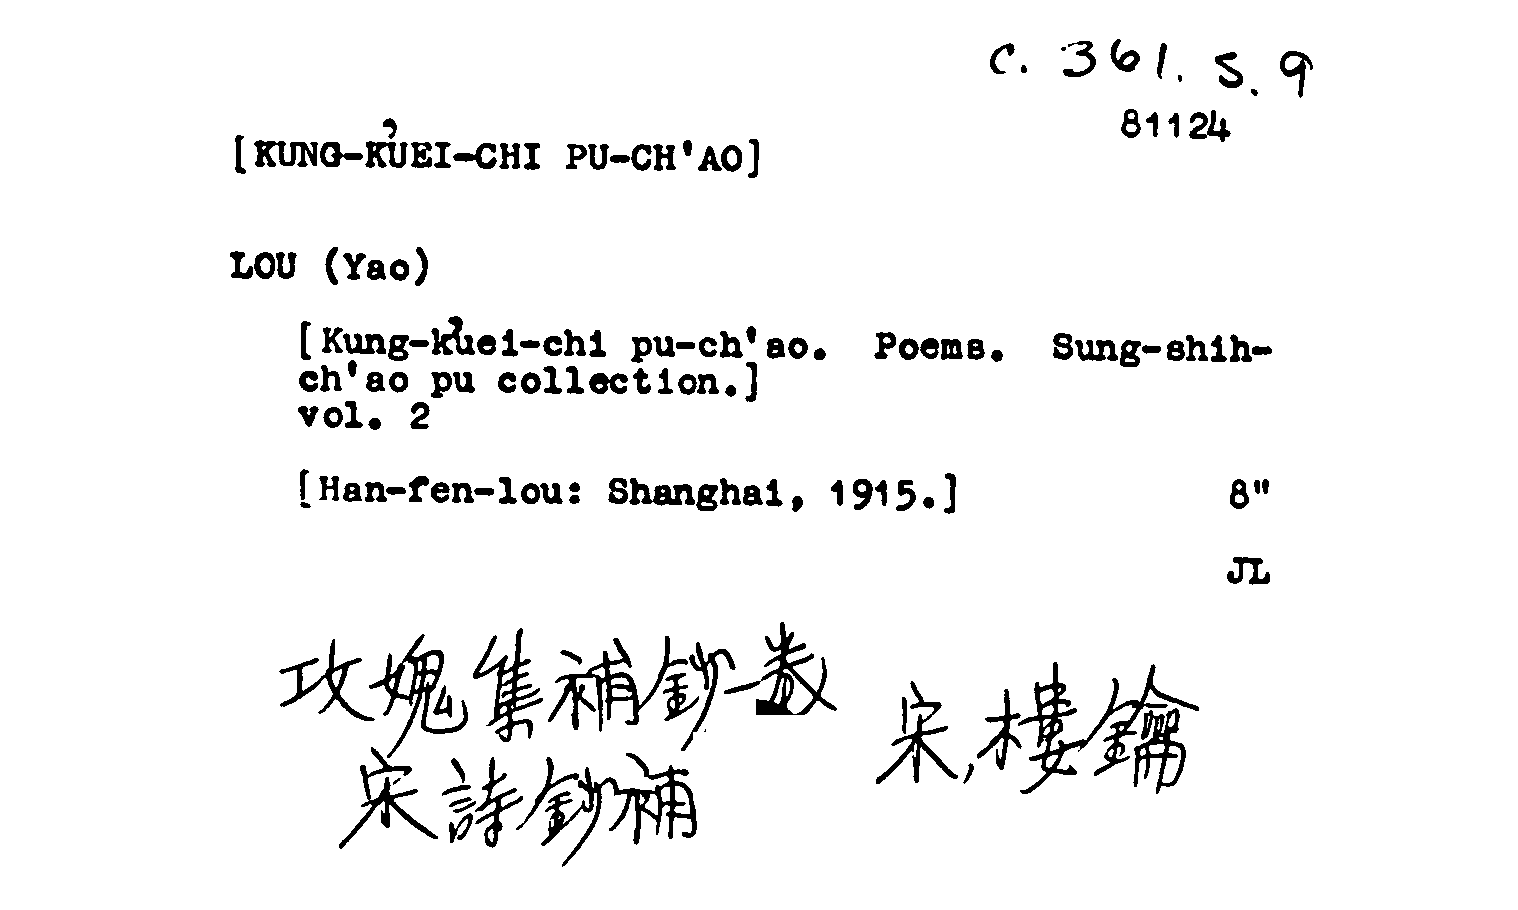 C. 361. S. 9
81124
[KUNG-K'UEI-CHI PU-CH'AO]
LOU (Yao)
[Kung-k'uei-chi pu-ch'ao. Poems. Sung-shih-
ch'ao pu collection.]
vol. 2
[Han-fen-lou: Shanghai, 1915.] 8"
JL
攻媿集補鈔一卷
宋詩鈔補
宋, 樓鑰